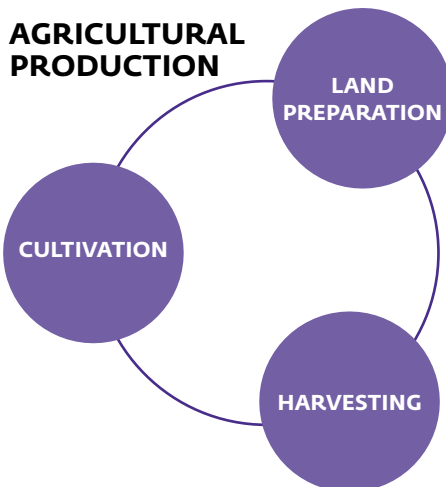 AGRICULTURAL
PRODUCTION
LAND
PREPARATION
CULTIVATION
HARVESTING